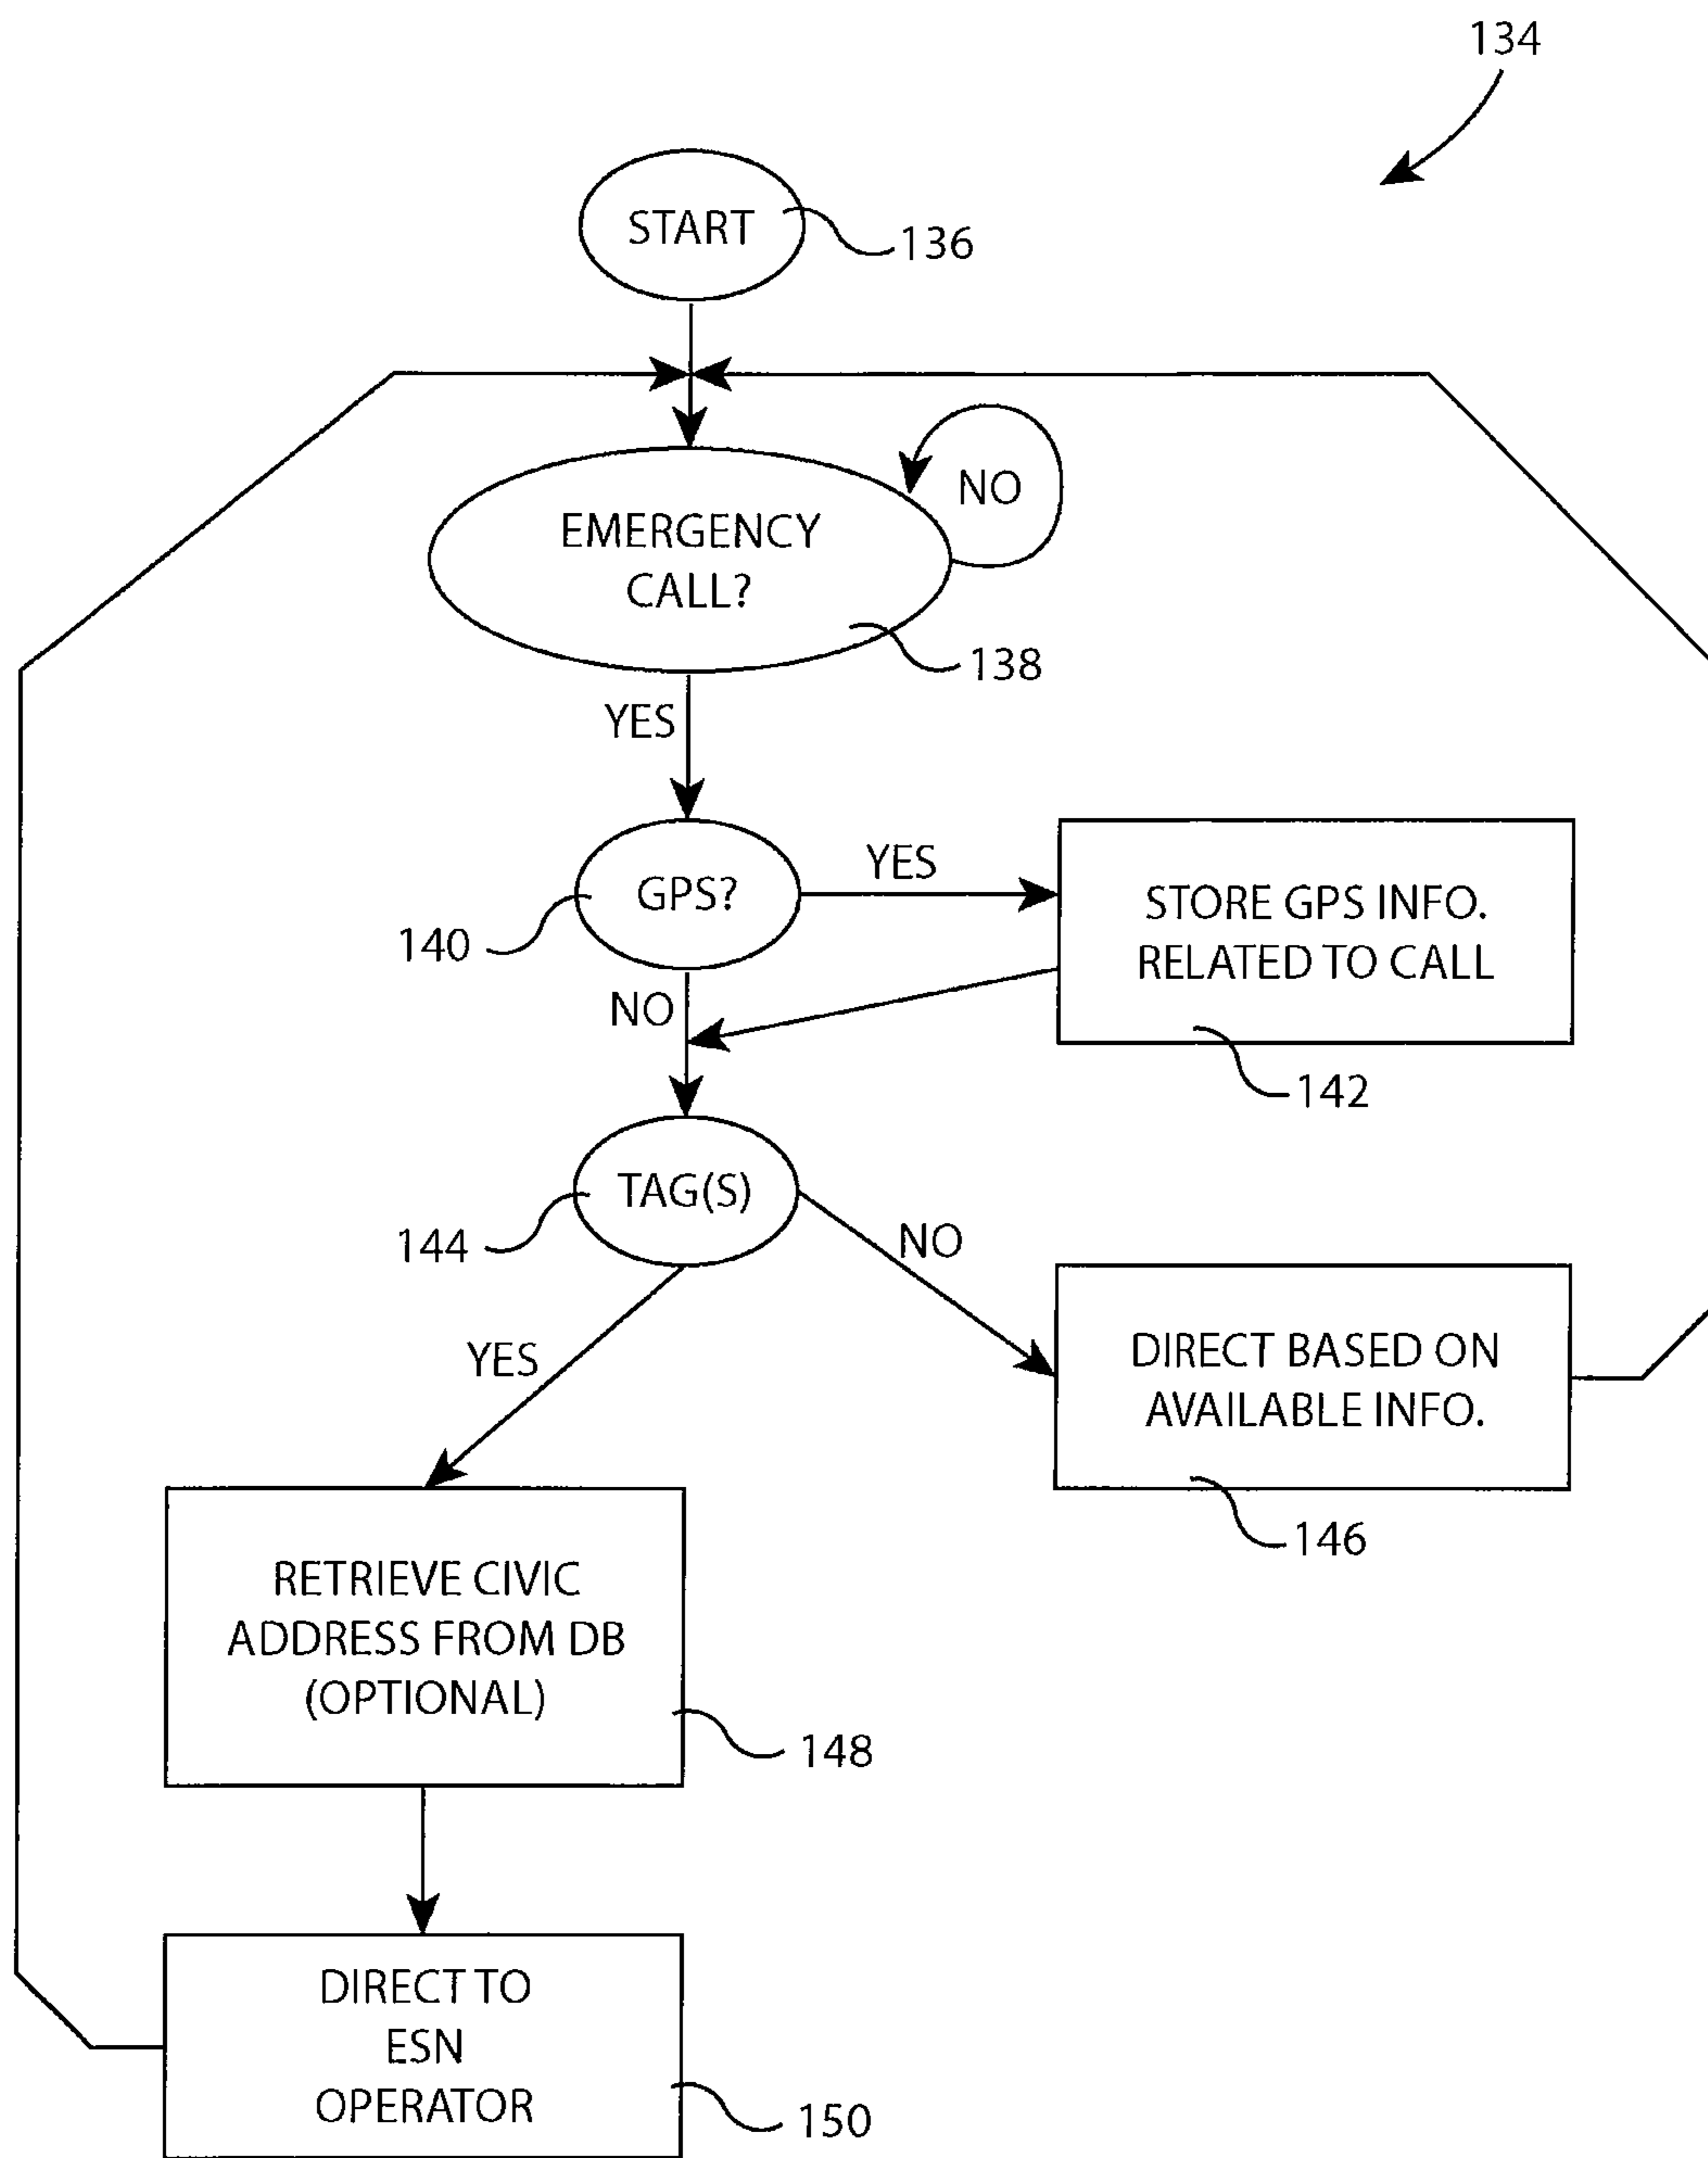 134
START
136
NO
EMERGENCY
CALL?
138
YES
GPS?
YES
140
STORE GPS INFO.
RELATED TO CALL
NO
142
TAG(S)
144
NO
YES
DIRECT BASED ON
AVAILABLE INFO.
146
RETRIEVE CIVIC
ADDRESS FROM DB
(OPTIONAL)
148
DIRECT TO
ESN
OPERATOR
150